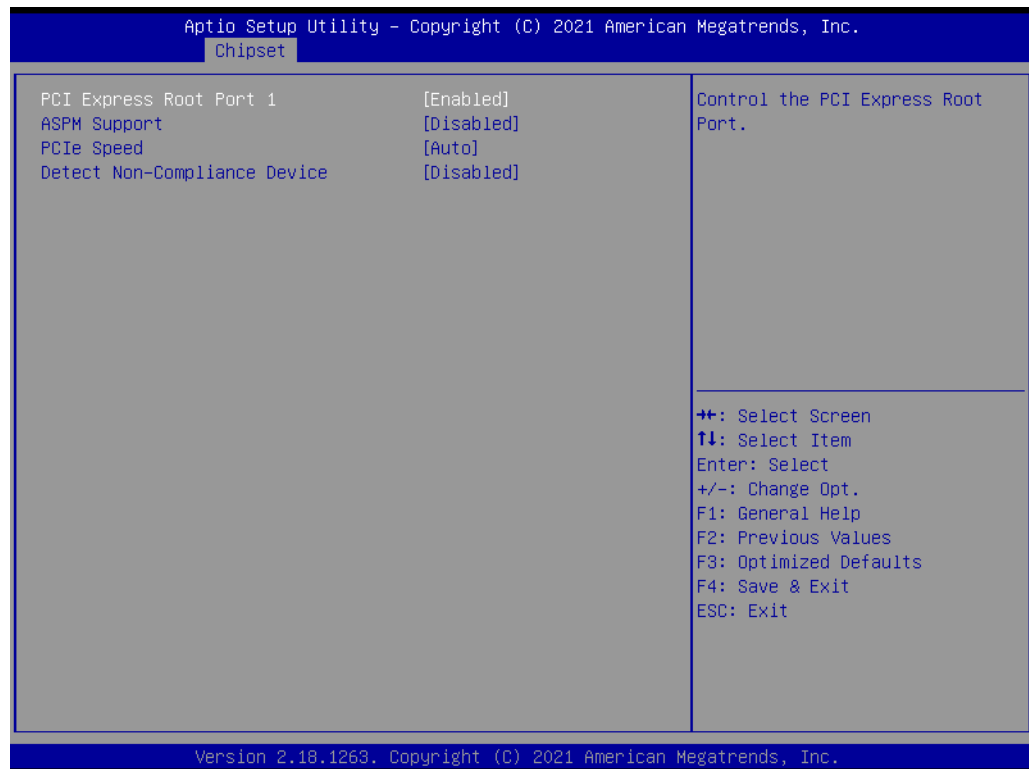 Aptio Setup Utility – Copyright (C) 2021 American Megatrends, Inc.
Chipset
PCI Express Root Port 1 [Enabled]
ASPM Support [Disabled]
PCIe Speed [Auto]
Detect Non-Compliance Device [Disabled]
Control the PCI Express Root
Port.
→←: Select Screen
↑↓: Select Item
Enter: Select
+/-: Change Opt.
F1: General Help
F2: Previous Values
F3: Optimized Defaults
F4: Save & Exit
ESC: Exit
Version 2.18.1263. Copyright (C) 2021 American Megatrends, Inc.